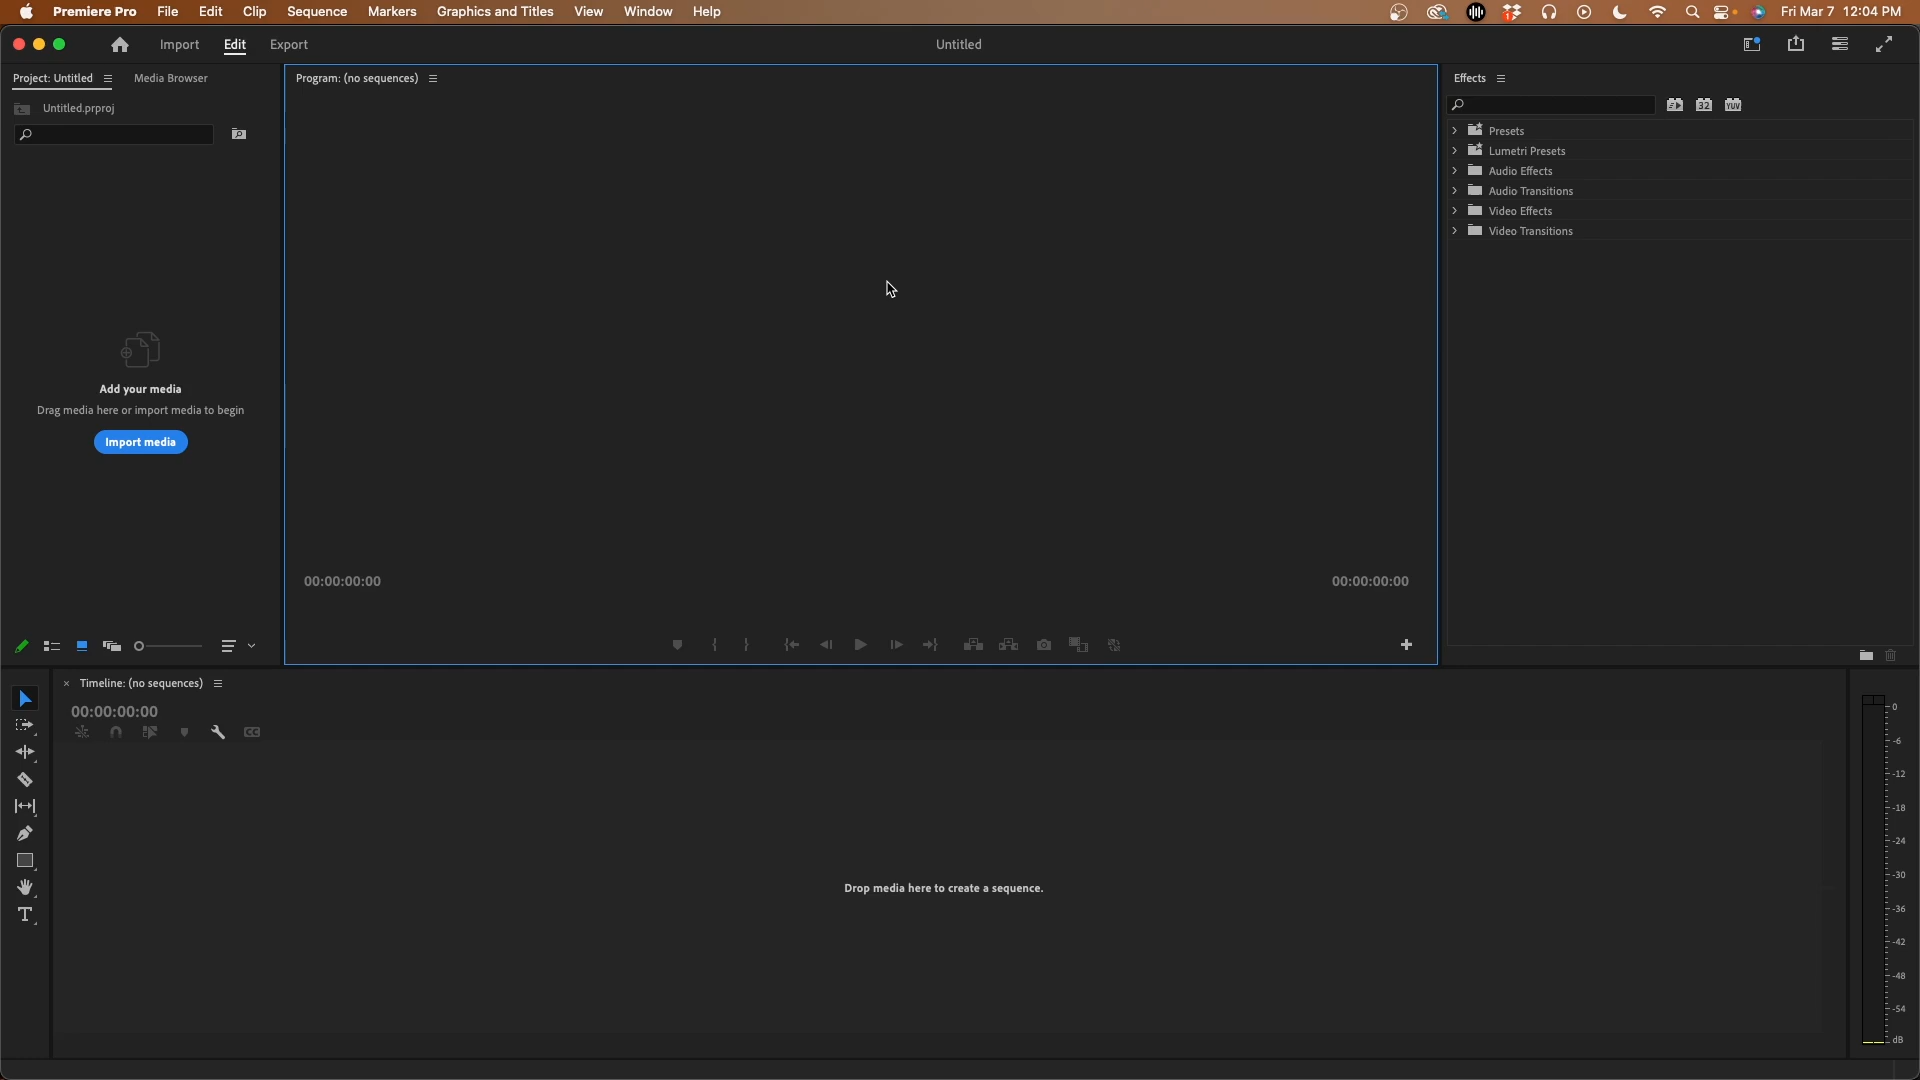 Premiere Pro File Edit Clip Sequence Markers Graphics and Titles View Window Help Fri Mar 7 12:04 PM
Import Edit Export Untitled
Project: Untitled Media Browser
Untitled.prproj
Add your media
Drag media here or import media to begin
Import media
Program: (no sequences)
00:00:00:00 00:00:00:00
Effects
32 YUV
Presets
Lumetri Presets
Audio Effects
Audio Transitions
Video Effects
Video Transitions
× Timeline: (no sequences)
00:00:00:00
CC
Drop media here to create a sequence.
0
-6
-12
-18
-24
-30
-36
-42
-48
-54
dB